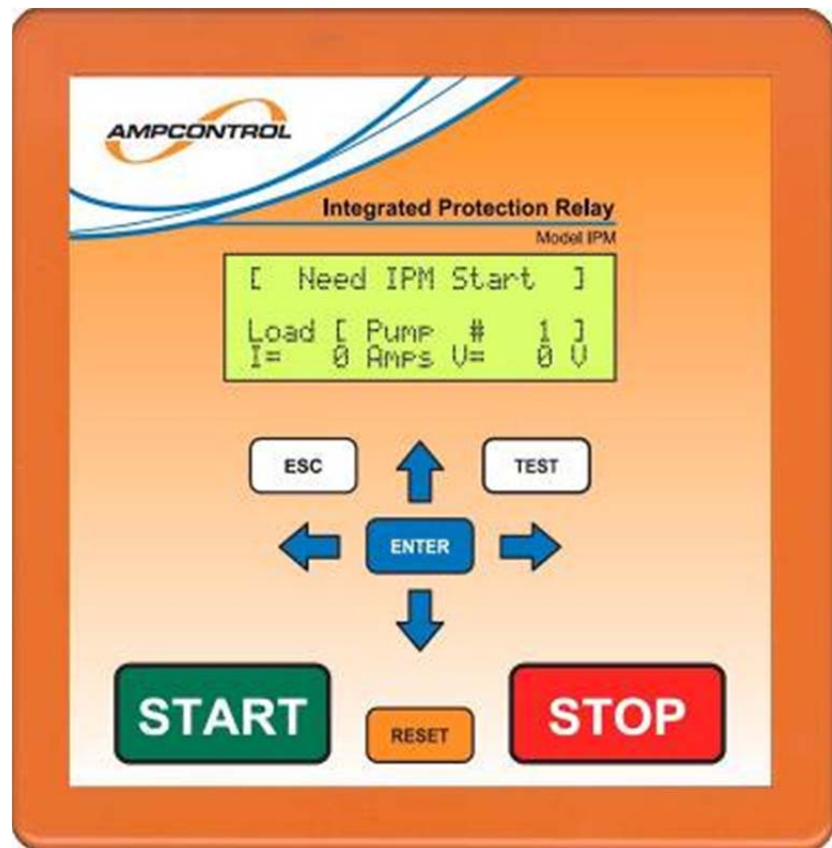 AMPCONTROL
Integrated Protection Relay
Model IPM
[ Need IPM Start ]
Load [ Pump # 1 ]
I= 0 Amps V= 0 V
ESC
TEST
ENTER
START
RESET
STOP